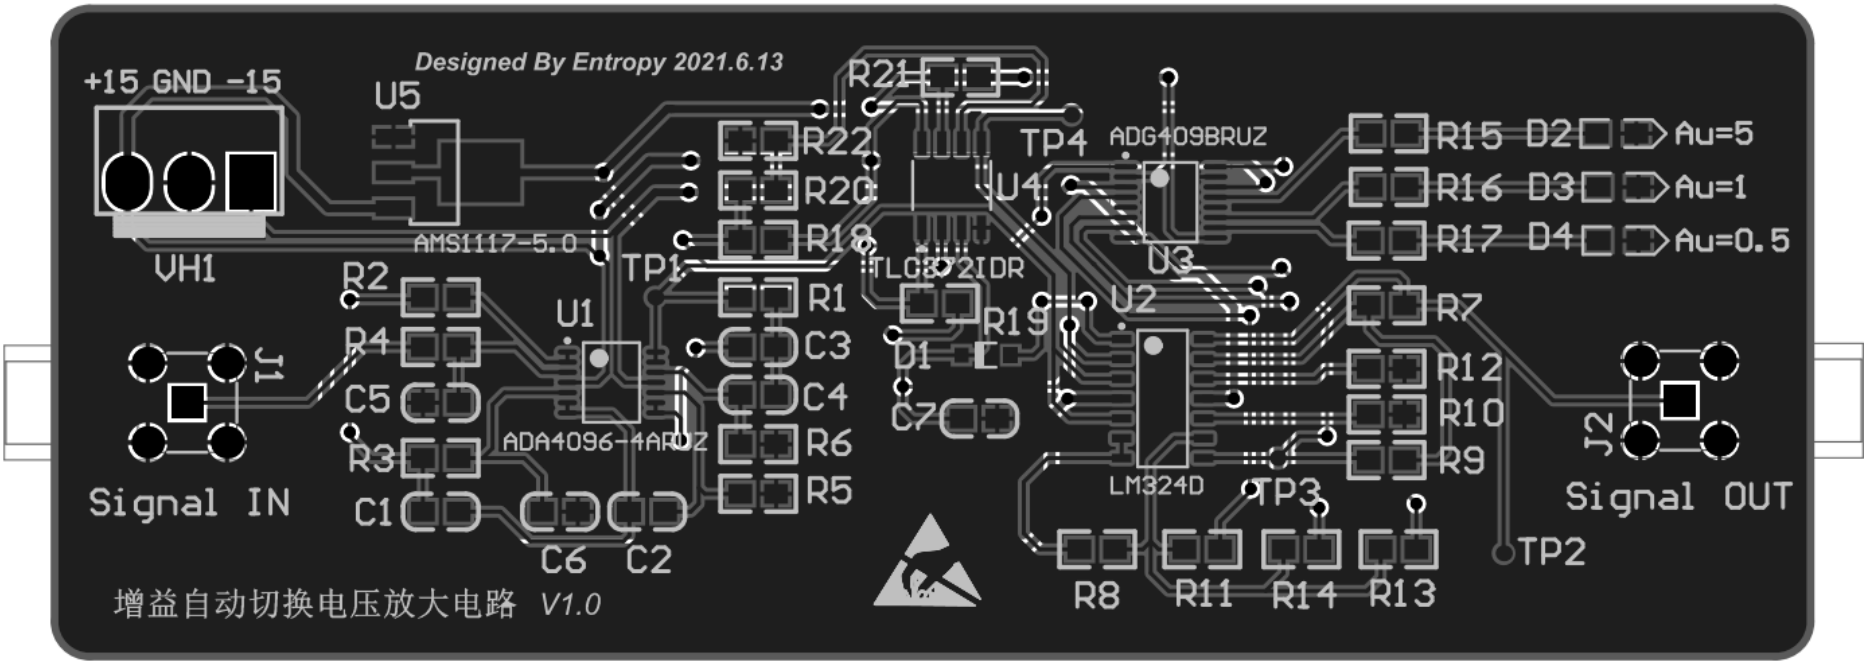 Designed By Entropy 2021.6.13
+15 GND -15
U5
R21
R22
TP4
ADG409BRUZ
R15 D2 Au=5
R20
U4
R16 D3 Au=1
AMS1117-5.0
R18
R17 D4 Au=0.5
VH1
TP1
TLC372IDR
U3
R2
U1
R1
R19
U2
R7
R4
J1
C3
D1
R12
C5
C4
C7
R10
J2
ADA4096-4ARUZ
R3
R6
R9
LM324D
TP3
Signal IN
C1
R5
Signal OUT
C6 C2
TP2
R8 R11 R14 R13
增益自动切换电压放大电路 V1.0